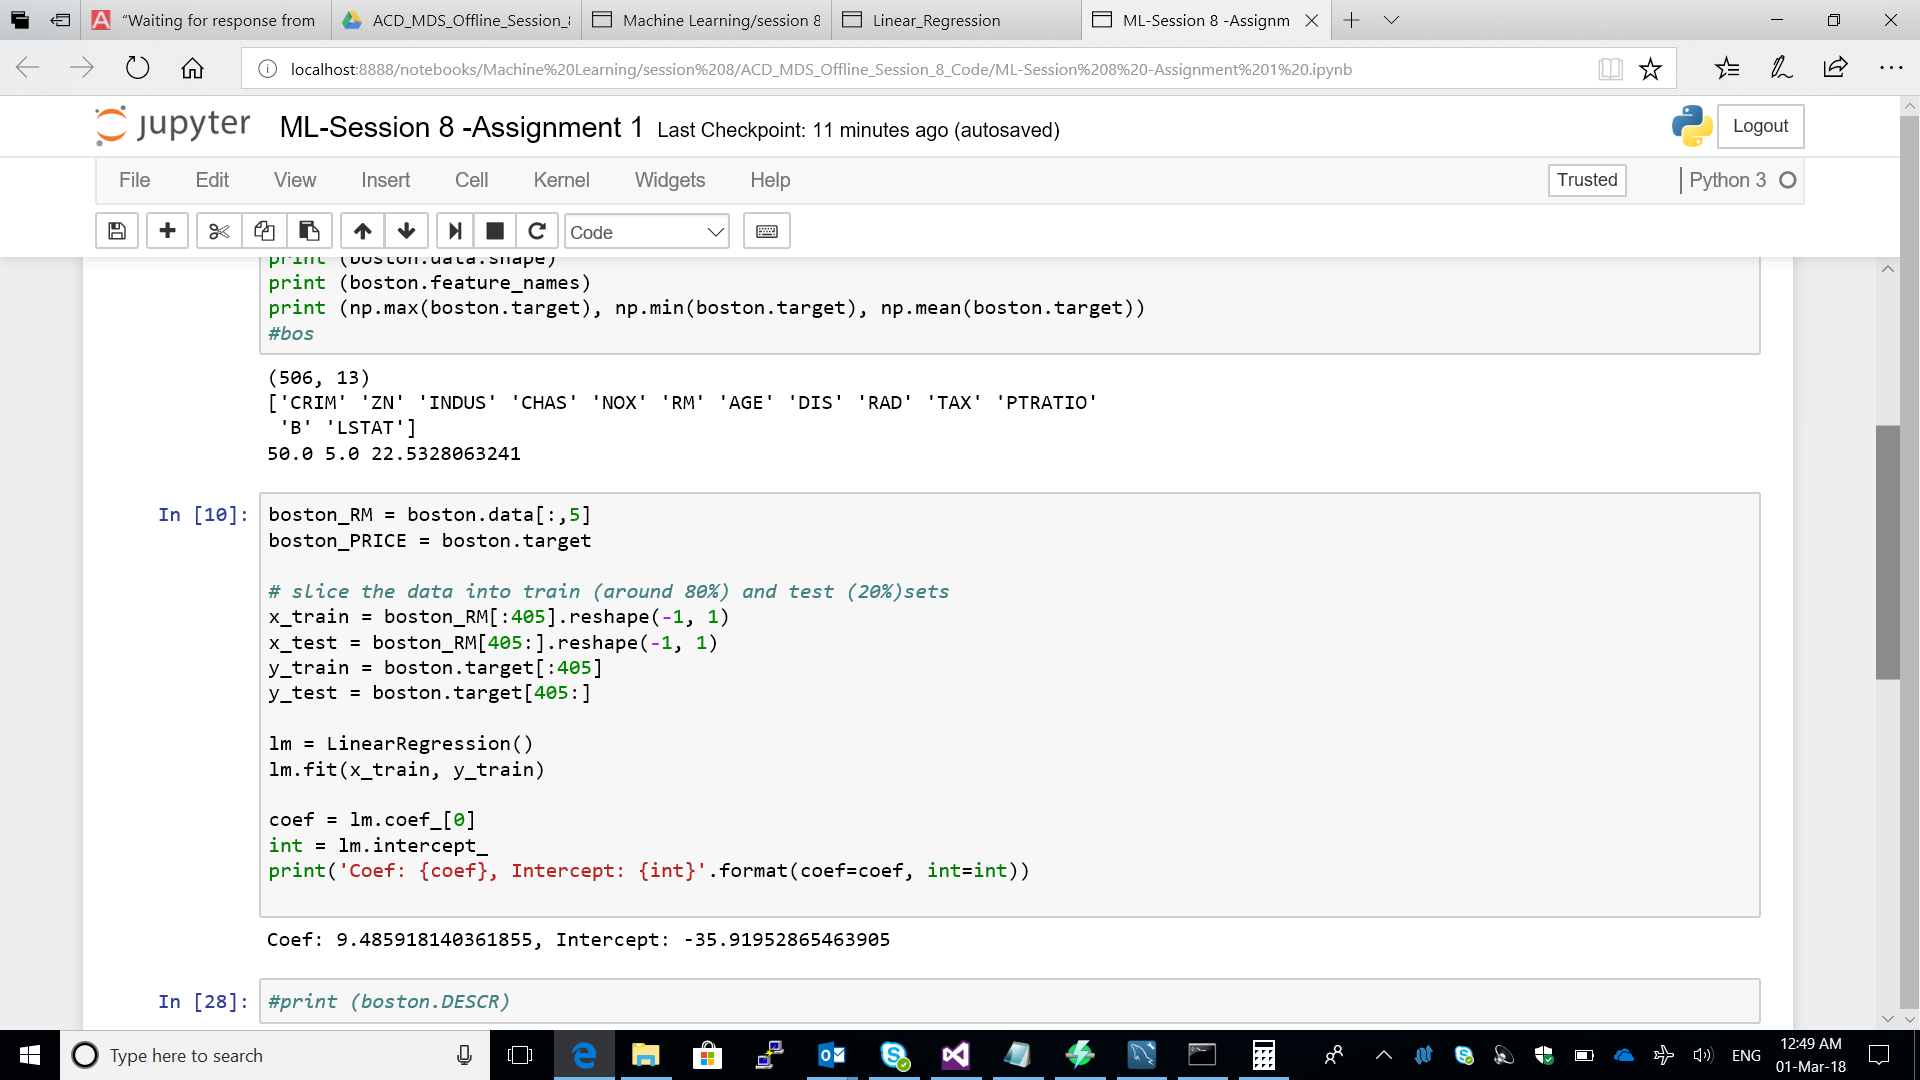 “Waiting for response from
ACD_MDS_Offline_Session_
Machine Learning/session 8
Linear_Regression
ML-Session 8 -Assignm
localhost:8888/notebooks/Machine%20Learning/session%208/ACD_MDS_Offline_Session_8_Code/ML-Session%208%20-Assignment%201%20.ipynb
jupyter ML-Session 8 -Assignment 1 Last Checkpoint: 11 minutes ago (autosaved)
Logout
File Edit View Insert Cell Kernel Widgets Help
Trusted
Python 3
Code
print (boston.data.shape)
print (boston.feature_names)
print (np.max(boston.target), np.min(boston.target), np.mean(boston.target))
#bos
(506, 13)
['CRIM' 'ZN' 'INDUS' 'CHAS' 'NOX' 'RM' 'AGE' 'DIS' 'RAD' 'TAX' 'PTRATIO'
'B' 'LSTAT']
50.0 5.0 22.5328063241
In [10]:
boston_RM = boston.data[:,5]
boston_PRICE = boston.target
# slice the data into train (around 80%) and test (20%)sets
x_train = boston_RM[:405].reshape(-1, 1)
x_test = boston_RM[405:].reshape(-1, 1)
y_train = boston.target[:405]
y_test = boston.target[405:]
lm = LinearRegression()
lm.fit(x_train, y_train)
coef = lm.coef_[0]
int = lm.intercept_
print('Coef: {coef}, Intercept: {int}'.format(coef=coef, int=int))
Coef: 9.485918140361855, Intercept: -35.91952865463905
In [28]:
#print (boston.DESCR)
Type here to search
ENG
12:49 AM
01-Mar-18